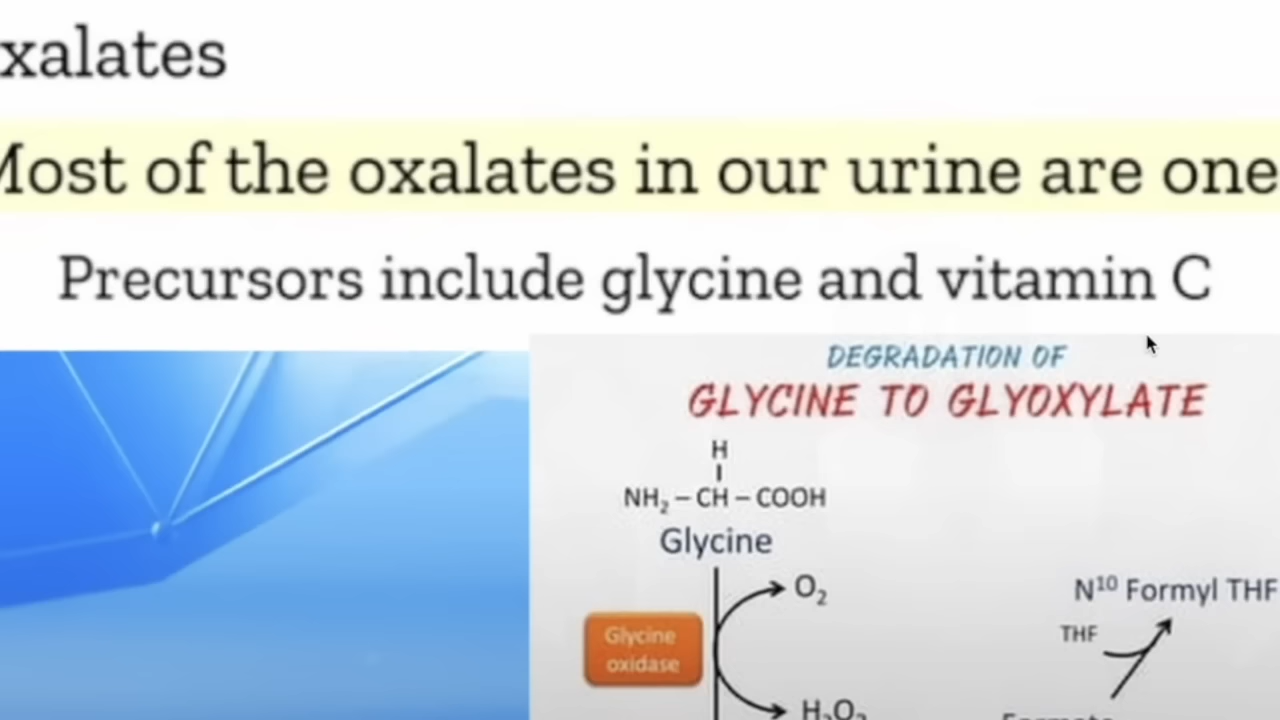 xalates
Most of the oxalates in our urine are one
Precursors include glycine and vitamin C
DEGRADATION OF
GLYCINE TO GLYOXYLATE
H
NH₂ – CH – COOH
Glycine
O₂
N¹⁰ Formyl THF
THF
Glycine
oxidase
H₂O₂
Formate